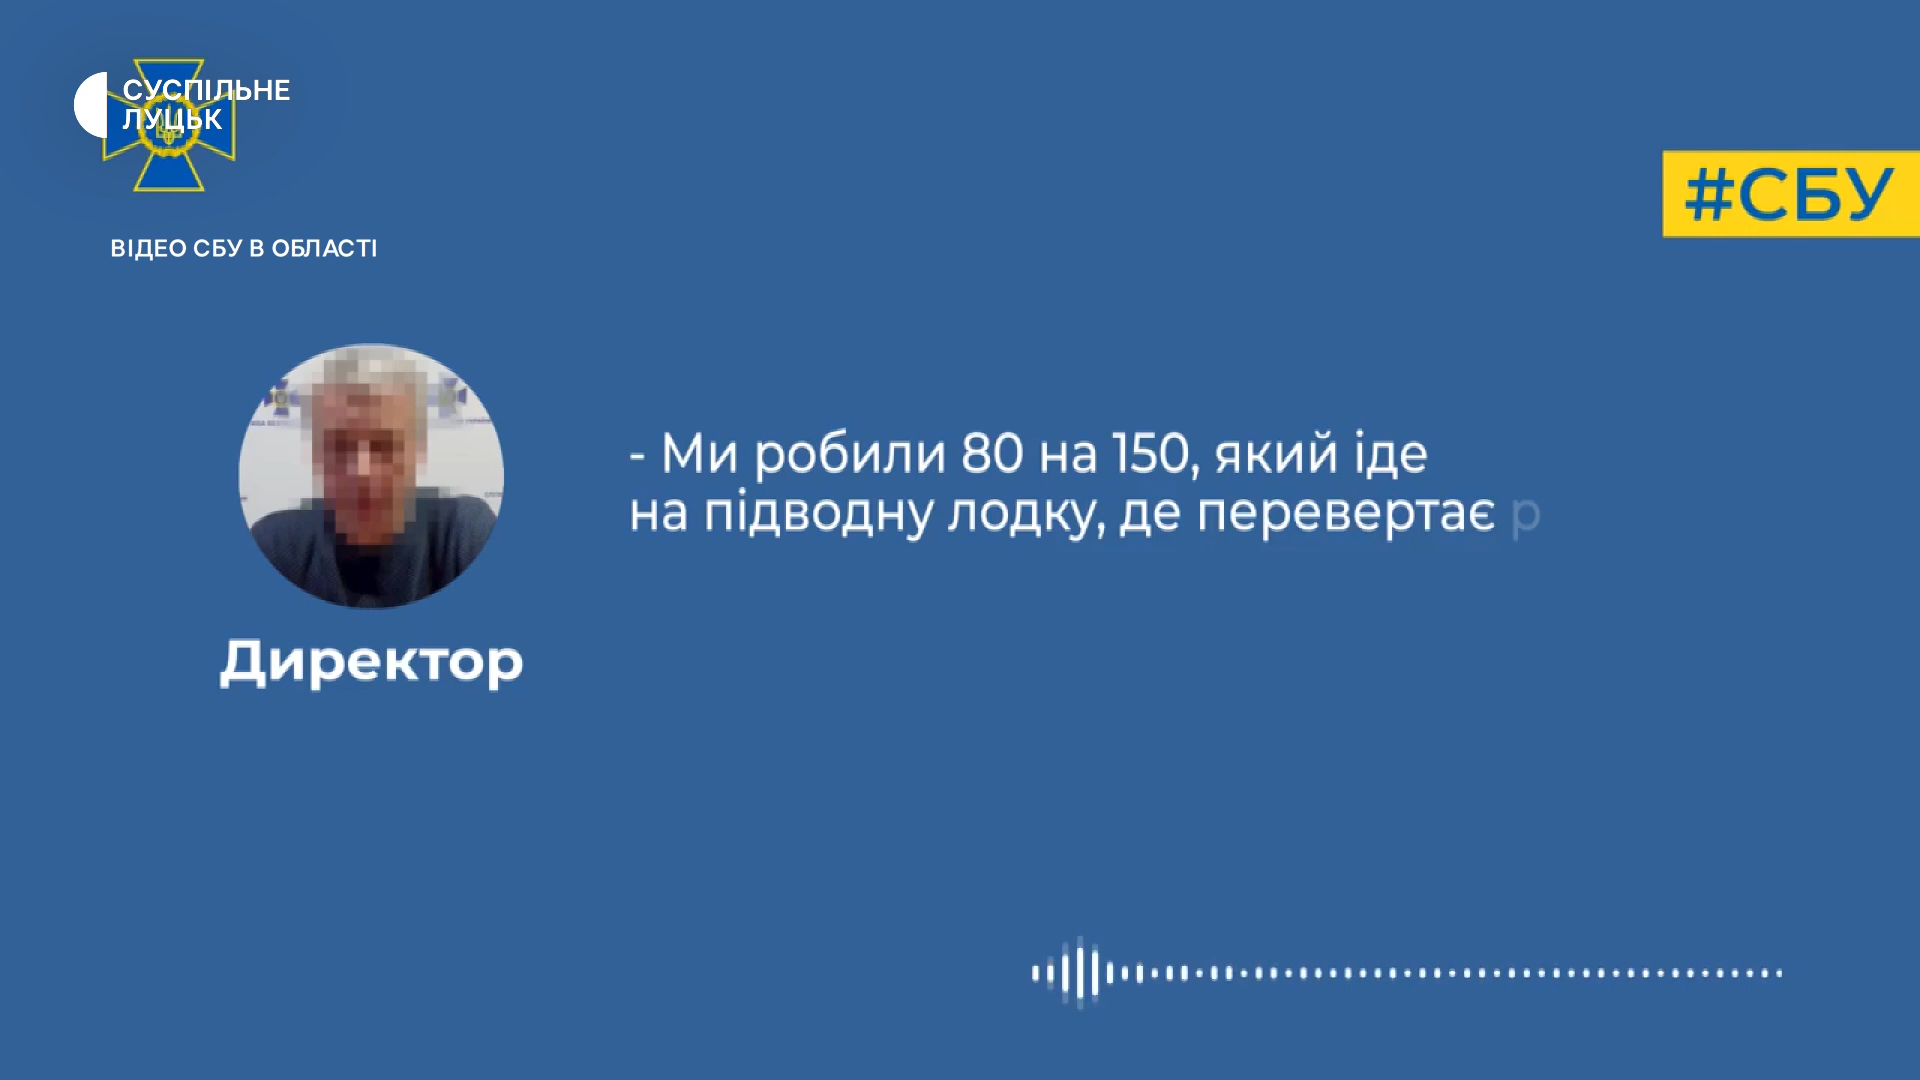 СУСПІЛЬНЕ
ЛУЦЬК
#СБУ
ВІДЕО СБУ В ОБЛАСТІ
- Ми робили 80 на 150, який іде
на підводну лодку, де перевертає р
Директор